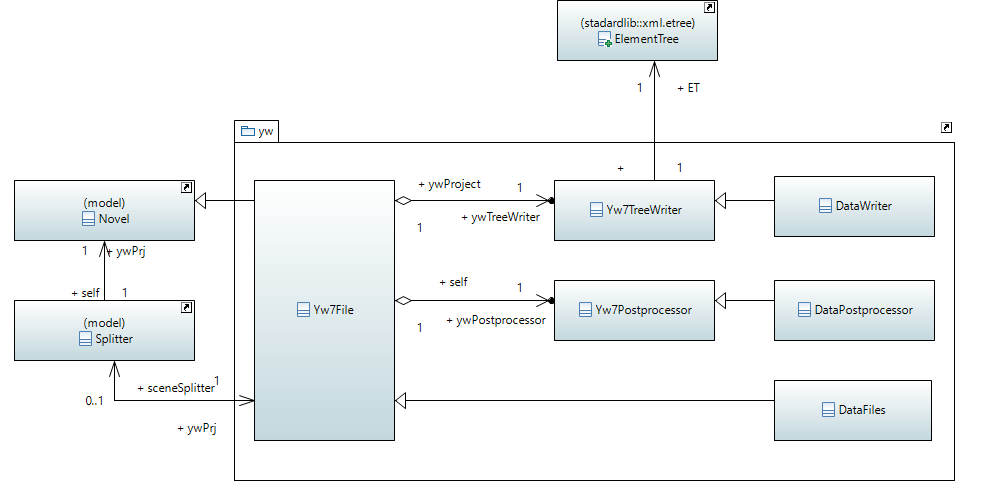 (stadardlib::xml.etree)
ElementTree
1
+ ET
yw
+
1
(model)
Novel
+ ywProject
1
+ ywTreeWriter
1
Yw7TreeWriter
DataWriter
1
+ ywPrj
+ self
1
(model)
Splitter
Yw7File
+ self
1
+ ywPostprocessor
1
Yw7Postprocessor
DataPostprocessor
+ sceneSplitter
1
0..1
+ ywPrj
DataFiles